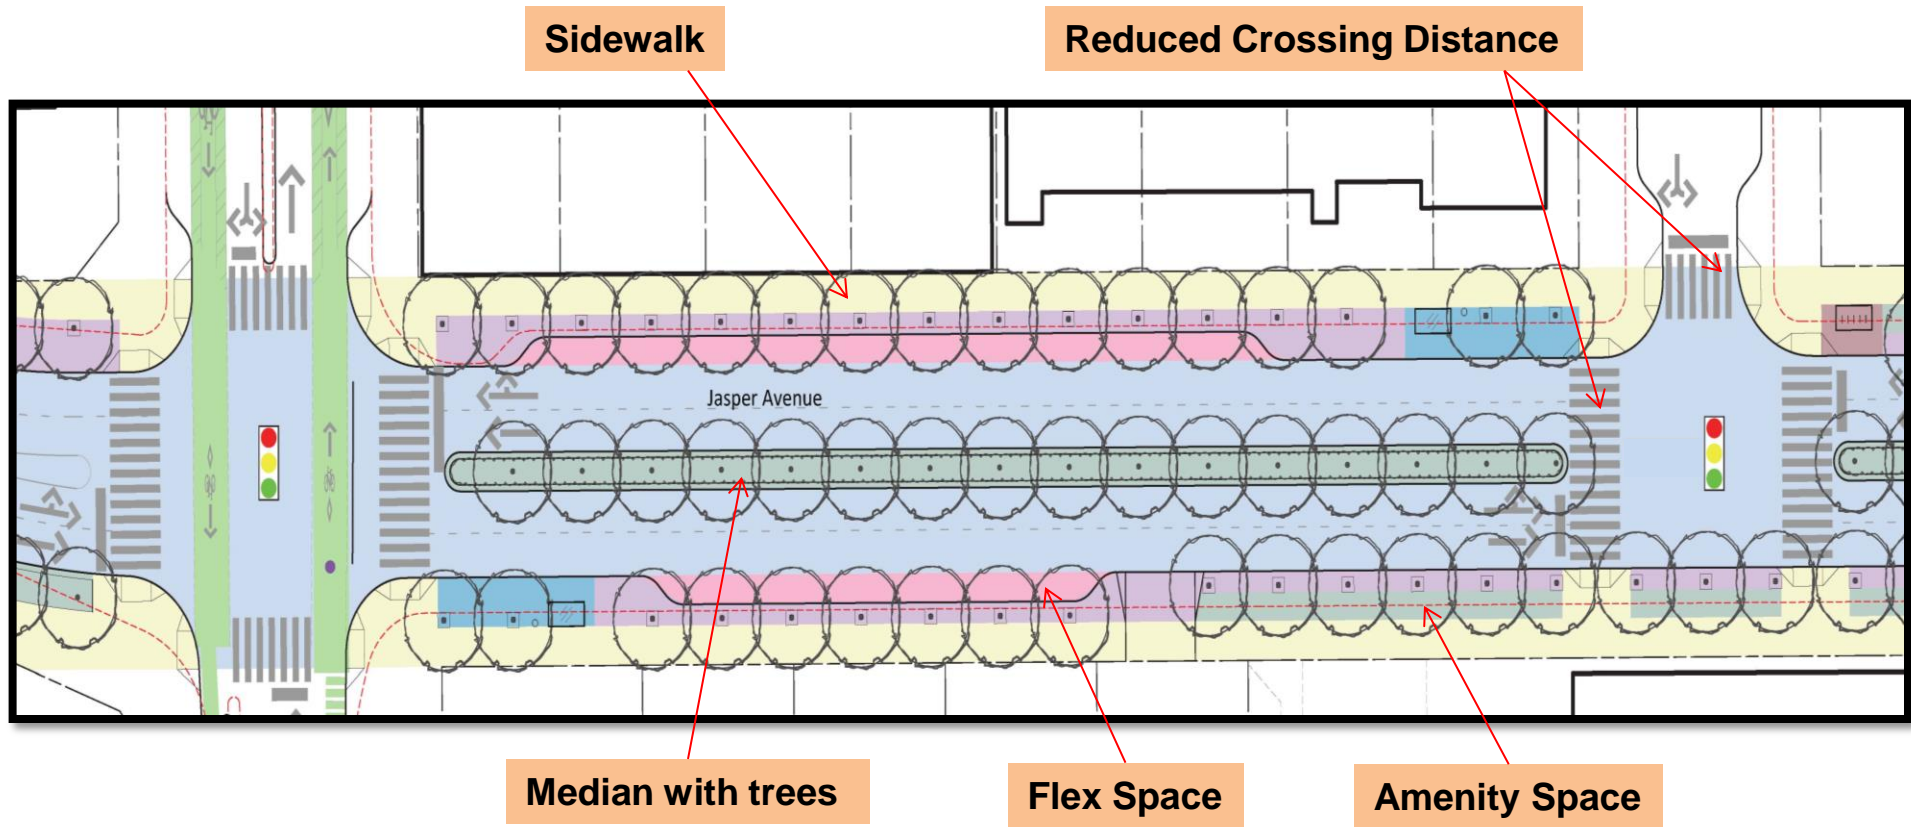 Sidewalk
Reduced Crossing Distance
Jasper Avenue
Median with trees
Flex Space
Amenity Space